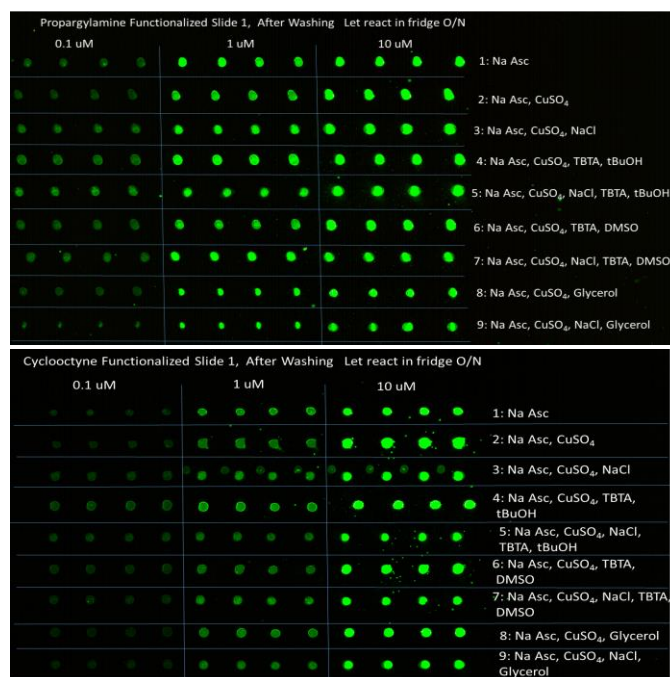 Propargylamine Functionalized Slide 1, After Washing Let react in fridge O/N
0.1 uM 1 uM 10 uM
1: Na Asc
2: Na Asc, CuSO₄
3: Na Asc, CuSO₄, NaCl
4: Na Asc, CuSO₄, TBTA, tBuOH
5: Na Asc, CuSO₄, NaCl, TBTA, tBuOH
6: Na Asc, CuSO₄, TBTA, DMSO
7: Na Asc, CuSO₄, NaCl, TBTA, DMSO
8: Na Asc, CuSO₄, Glycerol
9: Na Asc, CuSO₄, NaCl, Glycerol
Cyclooctyne Functionalized Slide 1, After Washing Let react in fridge O/N
0.1 uM 1 uM 10 uM
1: Na Asc
2: Na Asc, CuSO₄
3: Na Asc, CuSO₄, NaCl
4: Na Asc, CuSO₄, TBTA,
tBuOH
5: Na Asc, CuSO₄, NaCl,
TBTA, tBuOH
6: Na Asc, CuSO₄, TBTA,
DMSO
7: Na Asc, CuSO₄, NaCl, TBTA,
DMSO
8: Na Asc, CuSO₄, Glycerol
9: Na Asc, CuSO₄, NaCl,
Glycerol